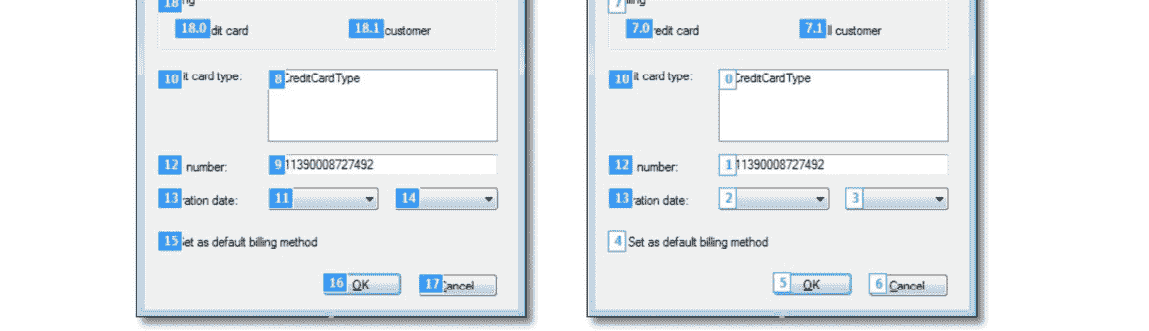 18 ng
18.0 dit card 18.1 customer
10 it card type: 8 CreditCardType
12 number: 9 11390008727492
13 ration date: 11 14
15 et as default billing method
16 OK 17 Cancel
7 lling
7.0 redit card 7.1 ll customer
10 it card type: 0 CreditCardType
12 number: 1 11390008727492
13 ration date: 2 3
4 Set as default billing method
5 OK 6 Cancel